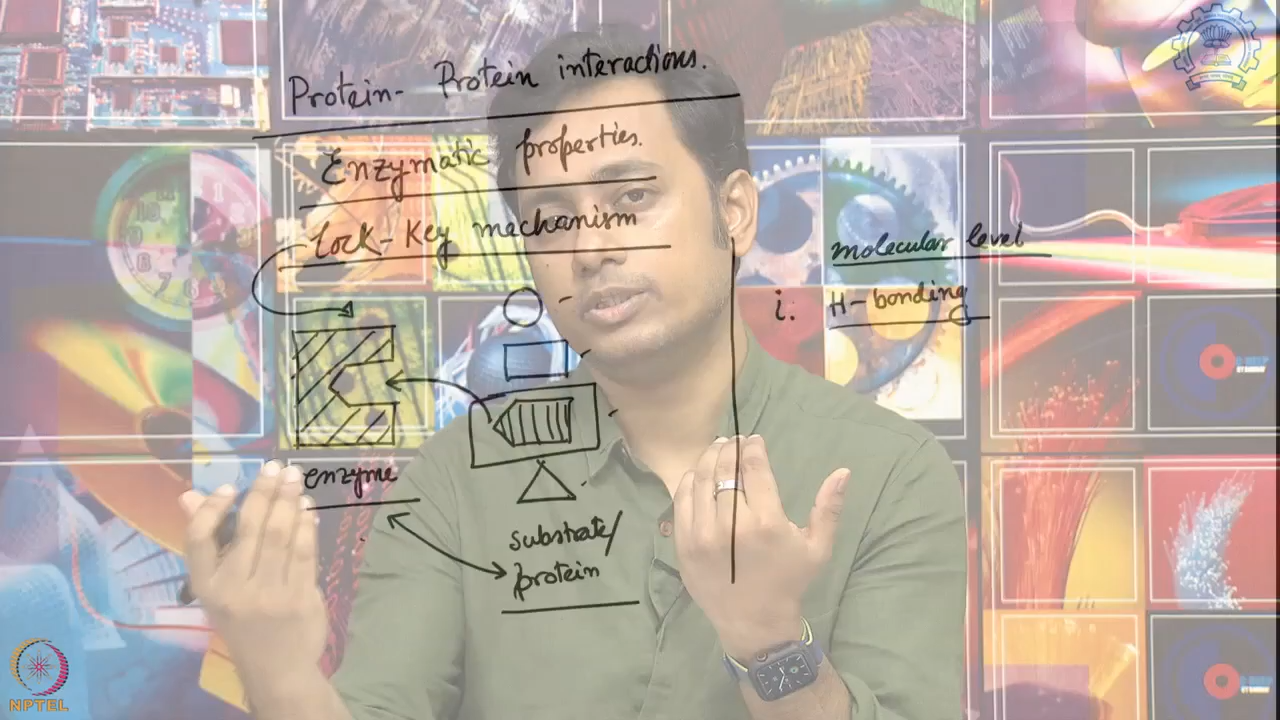 Protein- Protein interactions.
Enzymatic properties.
- Lock-Key mechanism
enzyme
substrate/
protein
molecular level
i. H-bonding
NPTEL